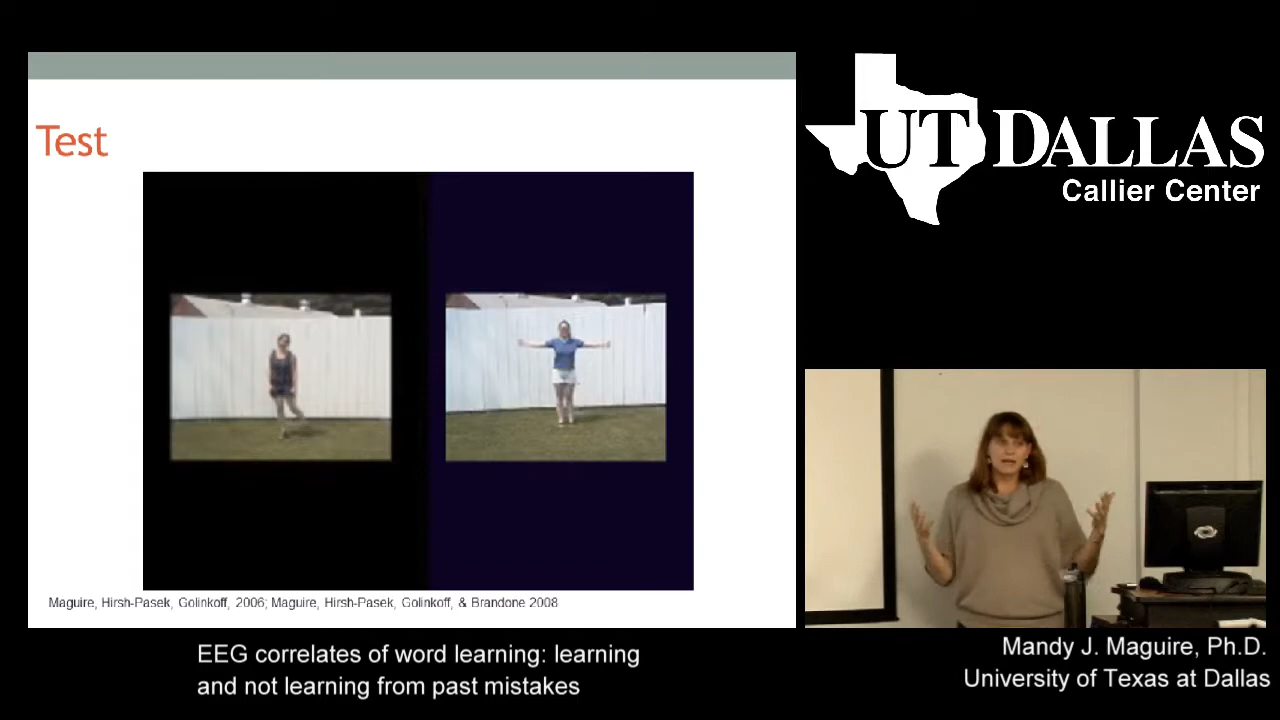 Test
Maguire, Hirsh-Pasek, Golinkoff, 2006; Maguire, Hirsh-Pasek, Golinkoff, & Brandone 2008
UT DALLAS
Callier Center
EEG correlates of word learning: learning
and not learning from past mistakes
Mandy J. Maguire, Ph.D.
University of Texas at Dallas